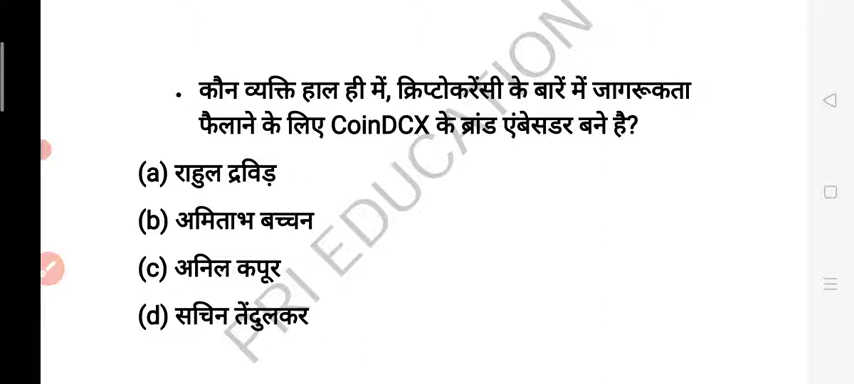 • कौन व्यक्ति हाल ही में, क्रिप्टोकरेंसी के बारें में जागरूकता
फैलाने के लिए CoinDCX के ब्रांड एंबेसडर बने है?
(a) राहुल द्रविड़
(b) अमिताभ बच्चन
(c) अनिल कपूर
(d) सचिन तेंदुलकर
FRI EDUCATION